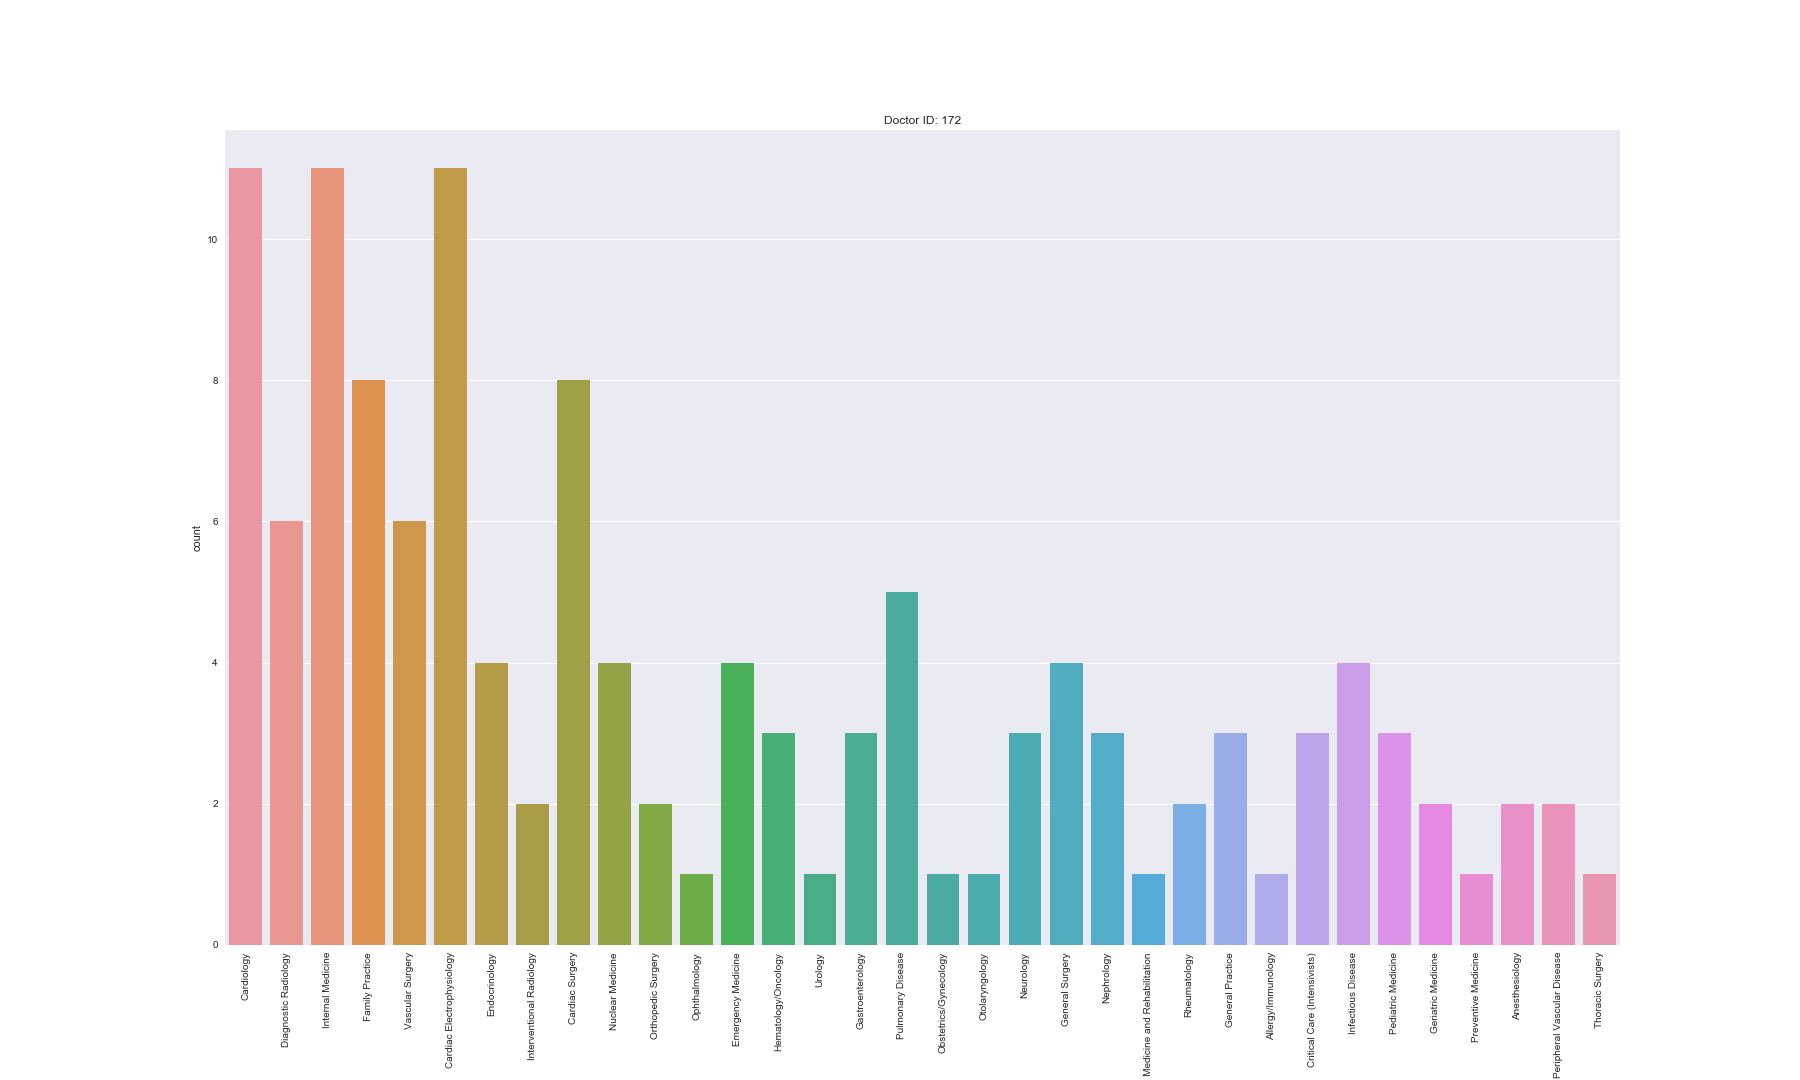 Doctor ID: 172
count
10
8
6
4
2
0
Cardiology
Diagnostic Radiology
Internal Medicine
Family Practice
Vascular Surgery
Cardiac Electrophysiology
Endocrinology
Interventional Radiology
Cardiac Surgery
Nuclear Medicine
Orthopedic Surgery
Ophthalmology
Emergency Medicine
Hematology/Oncology
Urology
Gastroenterology
Pulmonary Disease
Obstetrics/Gynecology
Otolaryngology
Neurology
General Surgery
Nephrology
Medicine and Rehabilitation
Rheumatology
General Practice
Allergy/Immunology
Critical Care (Intensivists)
Infectious Disease
Pediatric Medicine
Geriatric Medicine
Preventive Medicine
Anesthesiology
Peripheral Vascular Disease
Thoracic Surgery